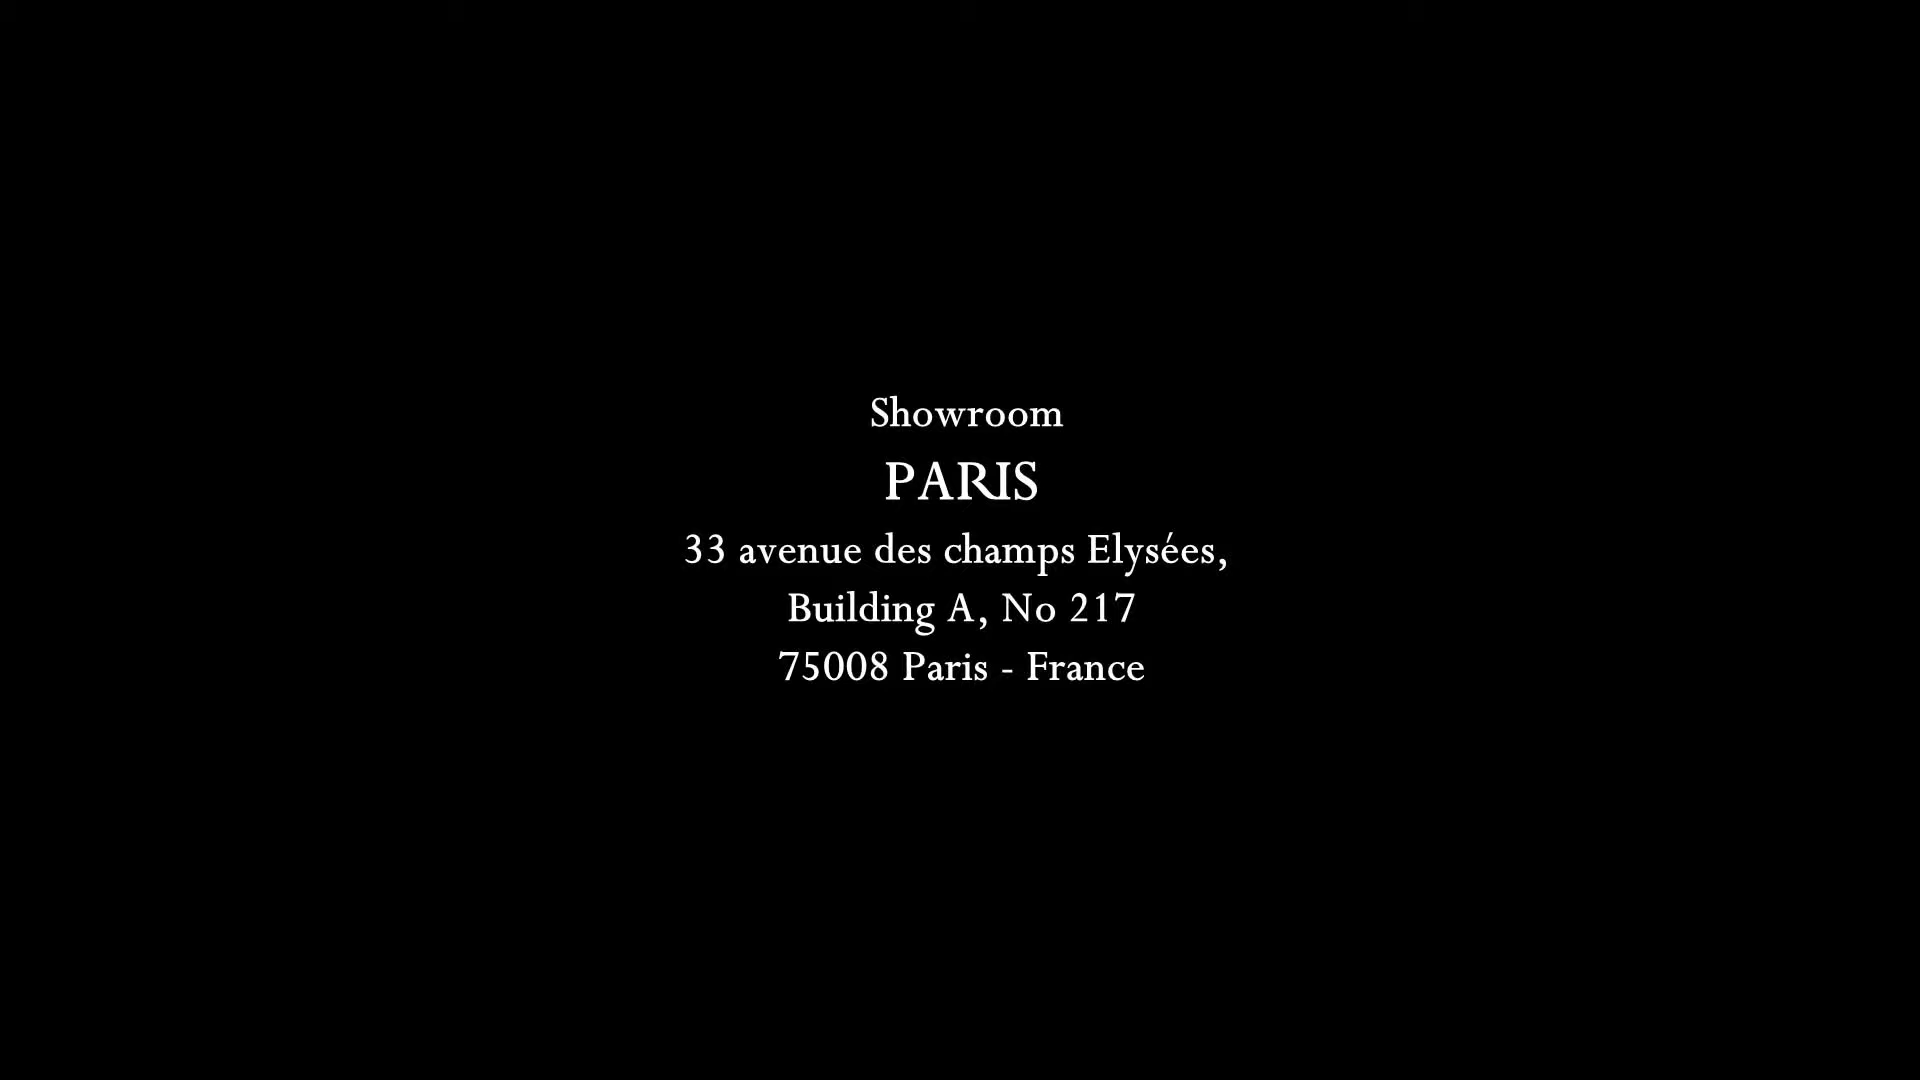 Showroom
PARIS
33 avenue des champs Elysées,
Building A, No 217
75008 Paris - France